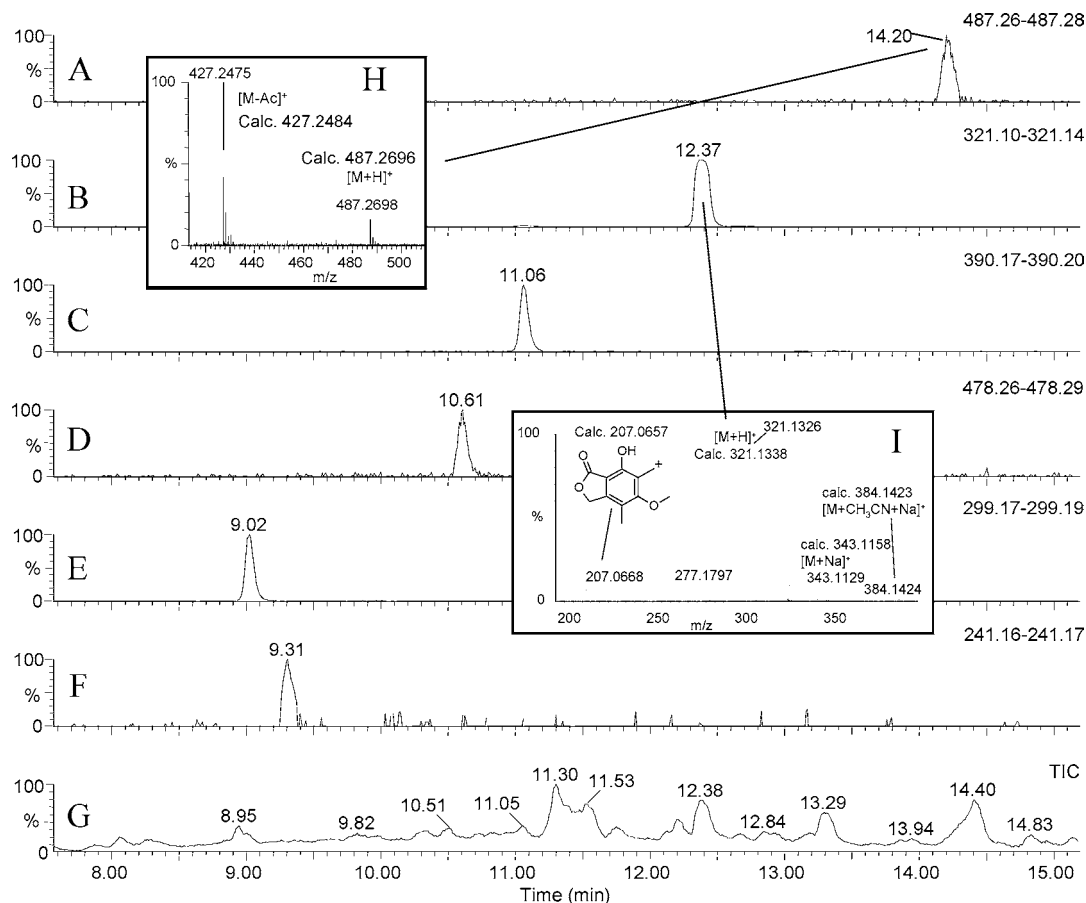 487.26-487.28
100
%
0
A
14.20
H
100
%
0
427.2475
[M-Ac]⁺
Calc. 427.2484
Calc. 487.2696
[M+H]⁺
487.2698
420 440 460 480 500
m/z
321.10-321.14
100
%
0
B
12.37
390.17-390.20
100
%
0
C
11.06
478.26-478.29
100
%
0
D
10.61
I
100
%
0
Calc. 207.0657
OH
O
O
O
+
[M+H]⁺ 321.1326
Calc. 321.1338
calc. 384.1423
[M+CH₃CN+Na]⁺
calc. 343.1158
[M+Na]⁺
207.0668 277.1797 343.1129
384.1424
200 250 300 350
m/z
299.17-299.19
100
%
0
E
9.02
241.16-241.17
100
%
0
F
9.31
TIC
100
%
0
G
8.95 9.82 10.51 11.05 11.30 11.53 12.38 12.84 13.29 13.94 14.40 14.83
8.00 9.00 10.00 11.00 12.00 13.00 14.00 15.00
Time (min)